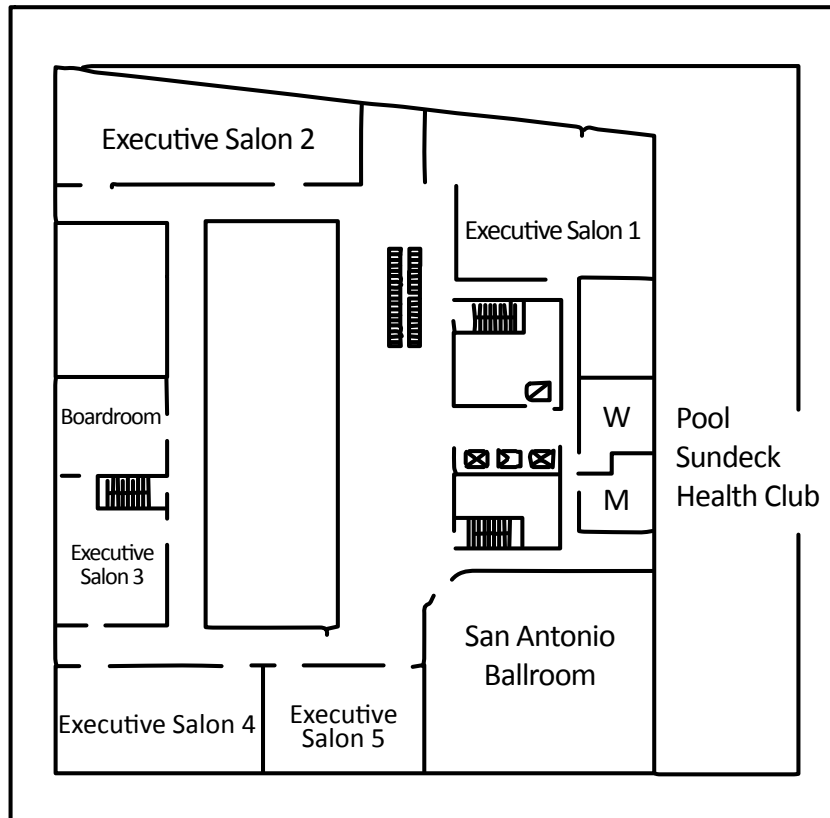 Executive Salon 2
Executive Salon 1
Boardroom
W
Pool
Sundeck
Health Club
M
Executive
Salon 3
San Antonio
Ballroom
Executive Salon 4
Executive
Salon 5